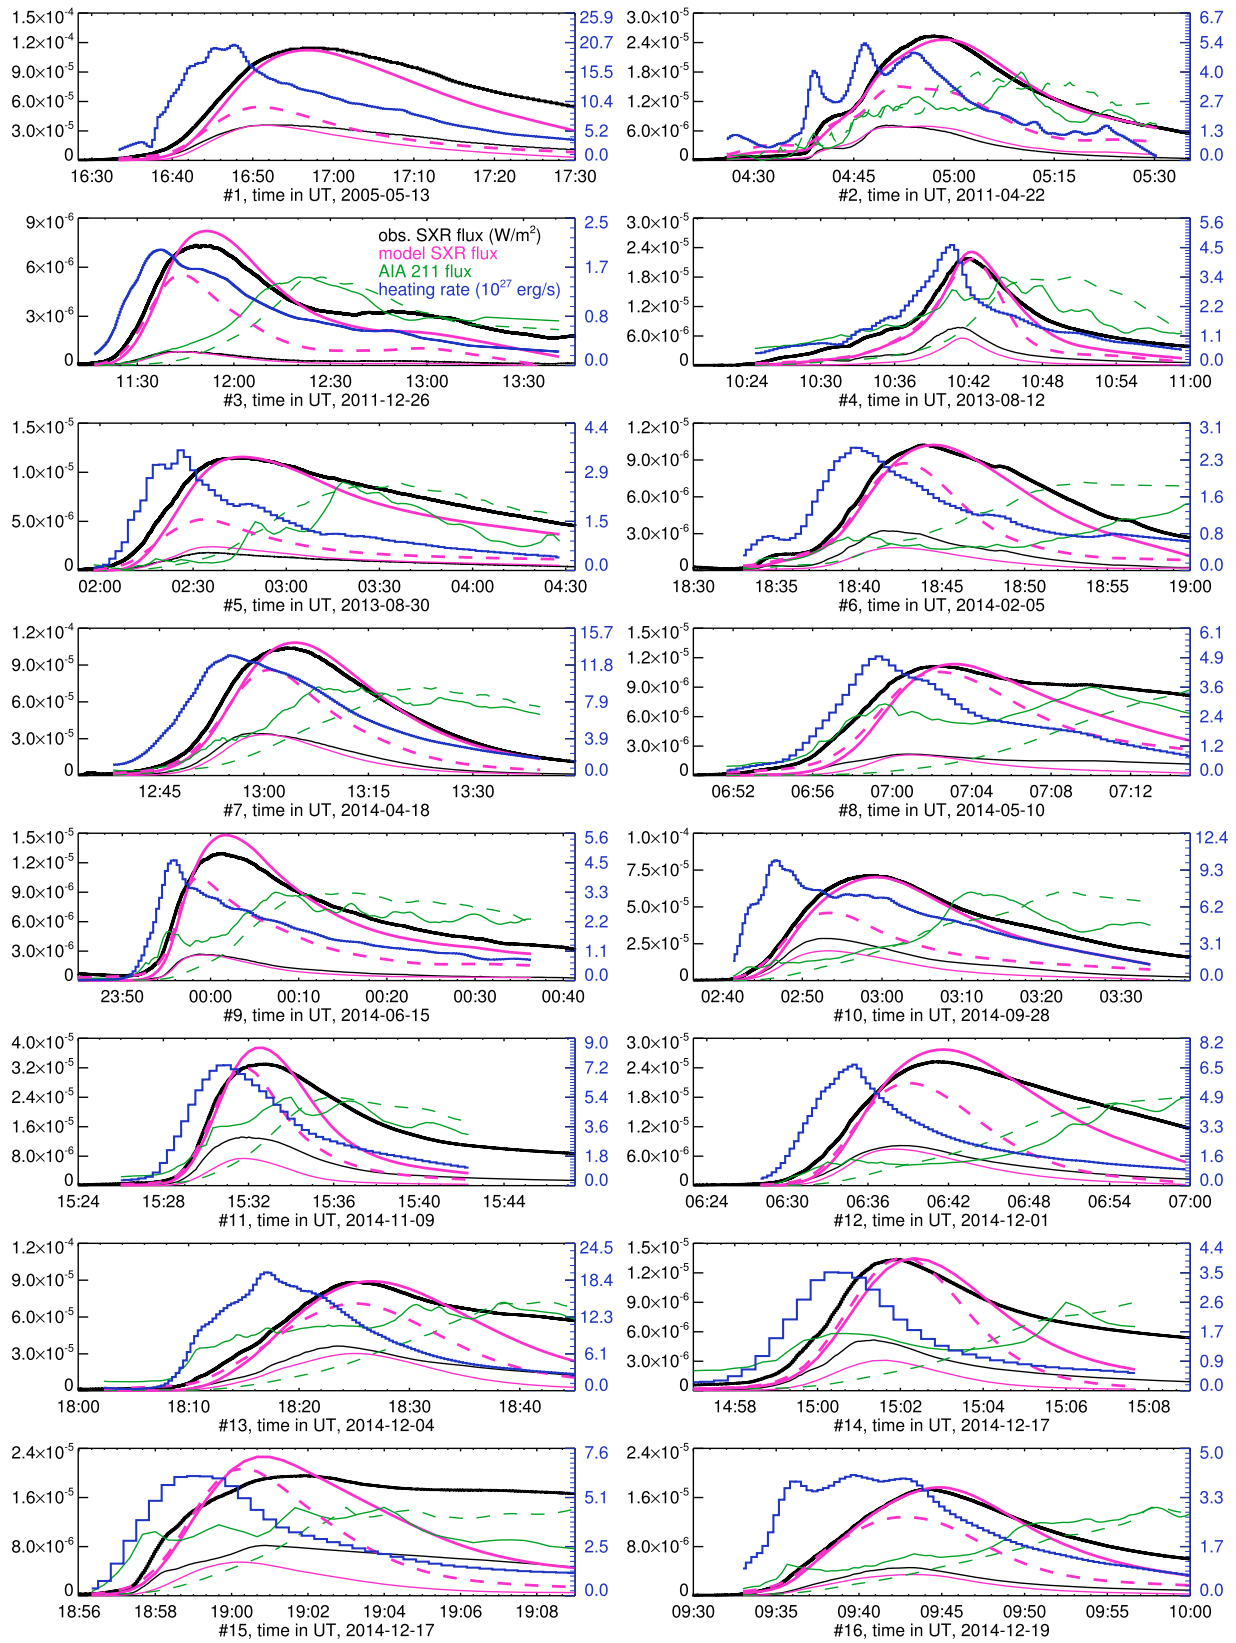 1.5×10⁻⁴ 1.2×10⁻⁴ 9.0×10⁻⁵ 6.0×10⁻⁵ 3.0×10⁻⁵ 0
25.9 20.7 15.5 10.4 5.2 0.0
16:30 16:40 16:50 17:00 17:10 17:20 17:30
#1, time in UT, 2005-05-13
3.0×10⁻⁵ 2.4×10⁻⁵ 1.8×10⁻⁵ 1.2×10⁻⁵ 6.0×10⁻⁶ 0
6.7 5.4 4.0 2.7 1.3 0.0
04:30 04:45 05:00 05:15 05:30
#2, time in UT, 2011-04-22
9×10⁻⁶ 6×10⁻⁶ 3×10⁻⁶ 0
obs. SXR flux (W/m²)
model SXR flux
AIA 211 flux
heating rate (10²⁷ erg/s)
2.5 1.7 0.8 0.0
11:30 12:00 12:30 13:00 13:30
#3, time in UT, 2011-12-26
3.0×10⁻⁵ 2.4×10⁻⁵ 1.8×10⁻⁵ 1.2×10⁻⁵ 6.0×10⁻⁶ 0
5.6 4.5 3.4 2.2 1.1 0.0
10:24 10:30 10:36 10:42 10:48 10:54 11:00
#4, time in UT, 2013-08-12
1.5×10⁻⁵ 1.0×10⁻⁵ 5.0×10⁻⁶ 0
4.4 2.9 1.5 0.0
02:00 02:30 03:00 03:30 04:00 04:30
#5, time in UT, 2013-08-30
1.2×10⁻⁵ 9.0×10⁻⁶ 6.0×10⁻⁶ 3.0×10⁻⁶ 0
3.1 2.3 1.6 0.8 0.0
18:30 18:35 18:40 18:45 18:50 18:55 19:00
#6, time in UT, 2014-02-05
1.2×10⁻⁴ 9.0×10⁻⁵ 6.0×10⁻⁵ 3.0×10⁻⁵ 0
15.7 11.8 7.9 3.9 0.0
12:45 13:00 13:15 13:30
#7, time in UT, 2014-04-18
1.5×10⁻⁵ 1.2×10⁻⁵ 9.0×10⁻⁶ 6.0×10⁻⁶ 3.0×10⁻⁶ 0
6.1 4.9 3.6 2.4 1.2 0.0
06:52 06:56 07:00 07:04 07:08 07:12
#8, time in UT, 2014-05-10
1.5×10⁻⁵ 1.2×10⁻⁵ 9.0×10⁻⁶ 6.0×10⁻⁶ 3.0×10⁻⁶ 0
5.6 4.5 3.3 2.2 1.1 0.0
23:50 00:00 00:10 00:20 00:30 00:40
#9, time in UT, 2014-06-15
1.0×10⁻⁴ 7.5×10⁻⁵ 5.0×10⁻⁵ 2.5×10⁻⁵ 0
12.4 9.3 6.2 3.1 0.0
02:40 02:50 03:00 03:10 03:20 03:30
#10, time in UT, 2014-09-28
4.0×10⁻⁵ 3.2×10⁻⁵ 2.4×10⁻⁵ 1.6×10⁻⁵ 8.0×10⁻⁶ 0
9.0 7.2 5.4 3.6 1.8 0.0
15:24 15:28 15:32 15:36 15:40 15:44
#11, time in UT, 2014-11-09
3.0×10⁻⁵ 2.4×10⁻⁵ 1.8×10⁻⁵ 1.2×10⁻⁵ 6.0×10⁻⁶ 0
8.2 6.5 4.9 3.3 1.6 0.0
06:24 06:30 06:36 06:42 06:48 06:54 07:00
#12, time in UT, 2014-12-01
1.2×10⁻⁴ 9.0×10⁻⁵ 6.0×10⁻⁵ 3.0×10⁻⁵ 0
24.5 18.4 12.3 6.1 0.0
18:00 18:10 18:20 18:30 18:40
#13, time in UT, 2014-12-04
1.5×10⁻⁵ 1.2×10⁻⁵ 9.0×10⁻⁶ 6.0×10⁻⁶ 3.0×10⁻⁶ 0
4.4 3.5 2.6 1.7 0.9 0.0
14:58 15:00 15:02 15:04 15:06 15:08
#14, time in UT, 2014-12-17
2.4×10⁻⁵ 1.6×10⁻⁵ 8.0×10⁻⁶ 0
7.6 5.1 2.5 0.0
18:56 18:58 19:00 19:02 19:04 19:06 19:08
#15, time in UT, 2014-12-17
2.4×10⁻⁵ 1.6×10⁻⁵ 8.0×10⁻⁶ 0
5.0 3.3 1.7 0.0
09:30 09:35 09:40 09:45 09:50 09:55 10:00
#16, time in UT, 2014-12-19